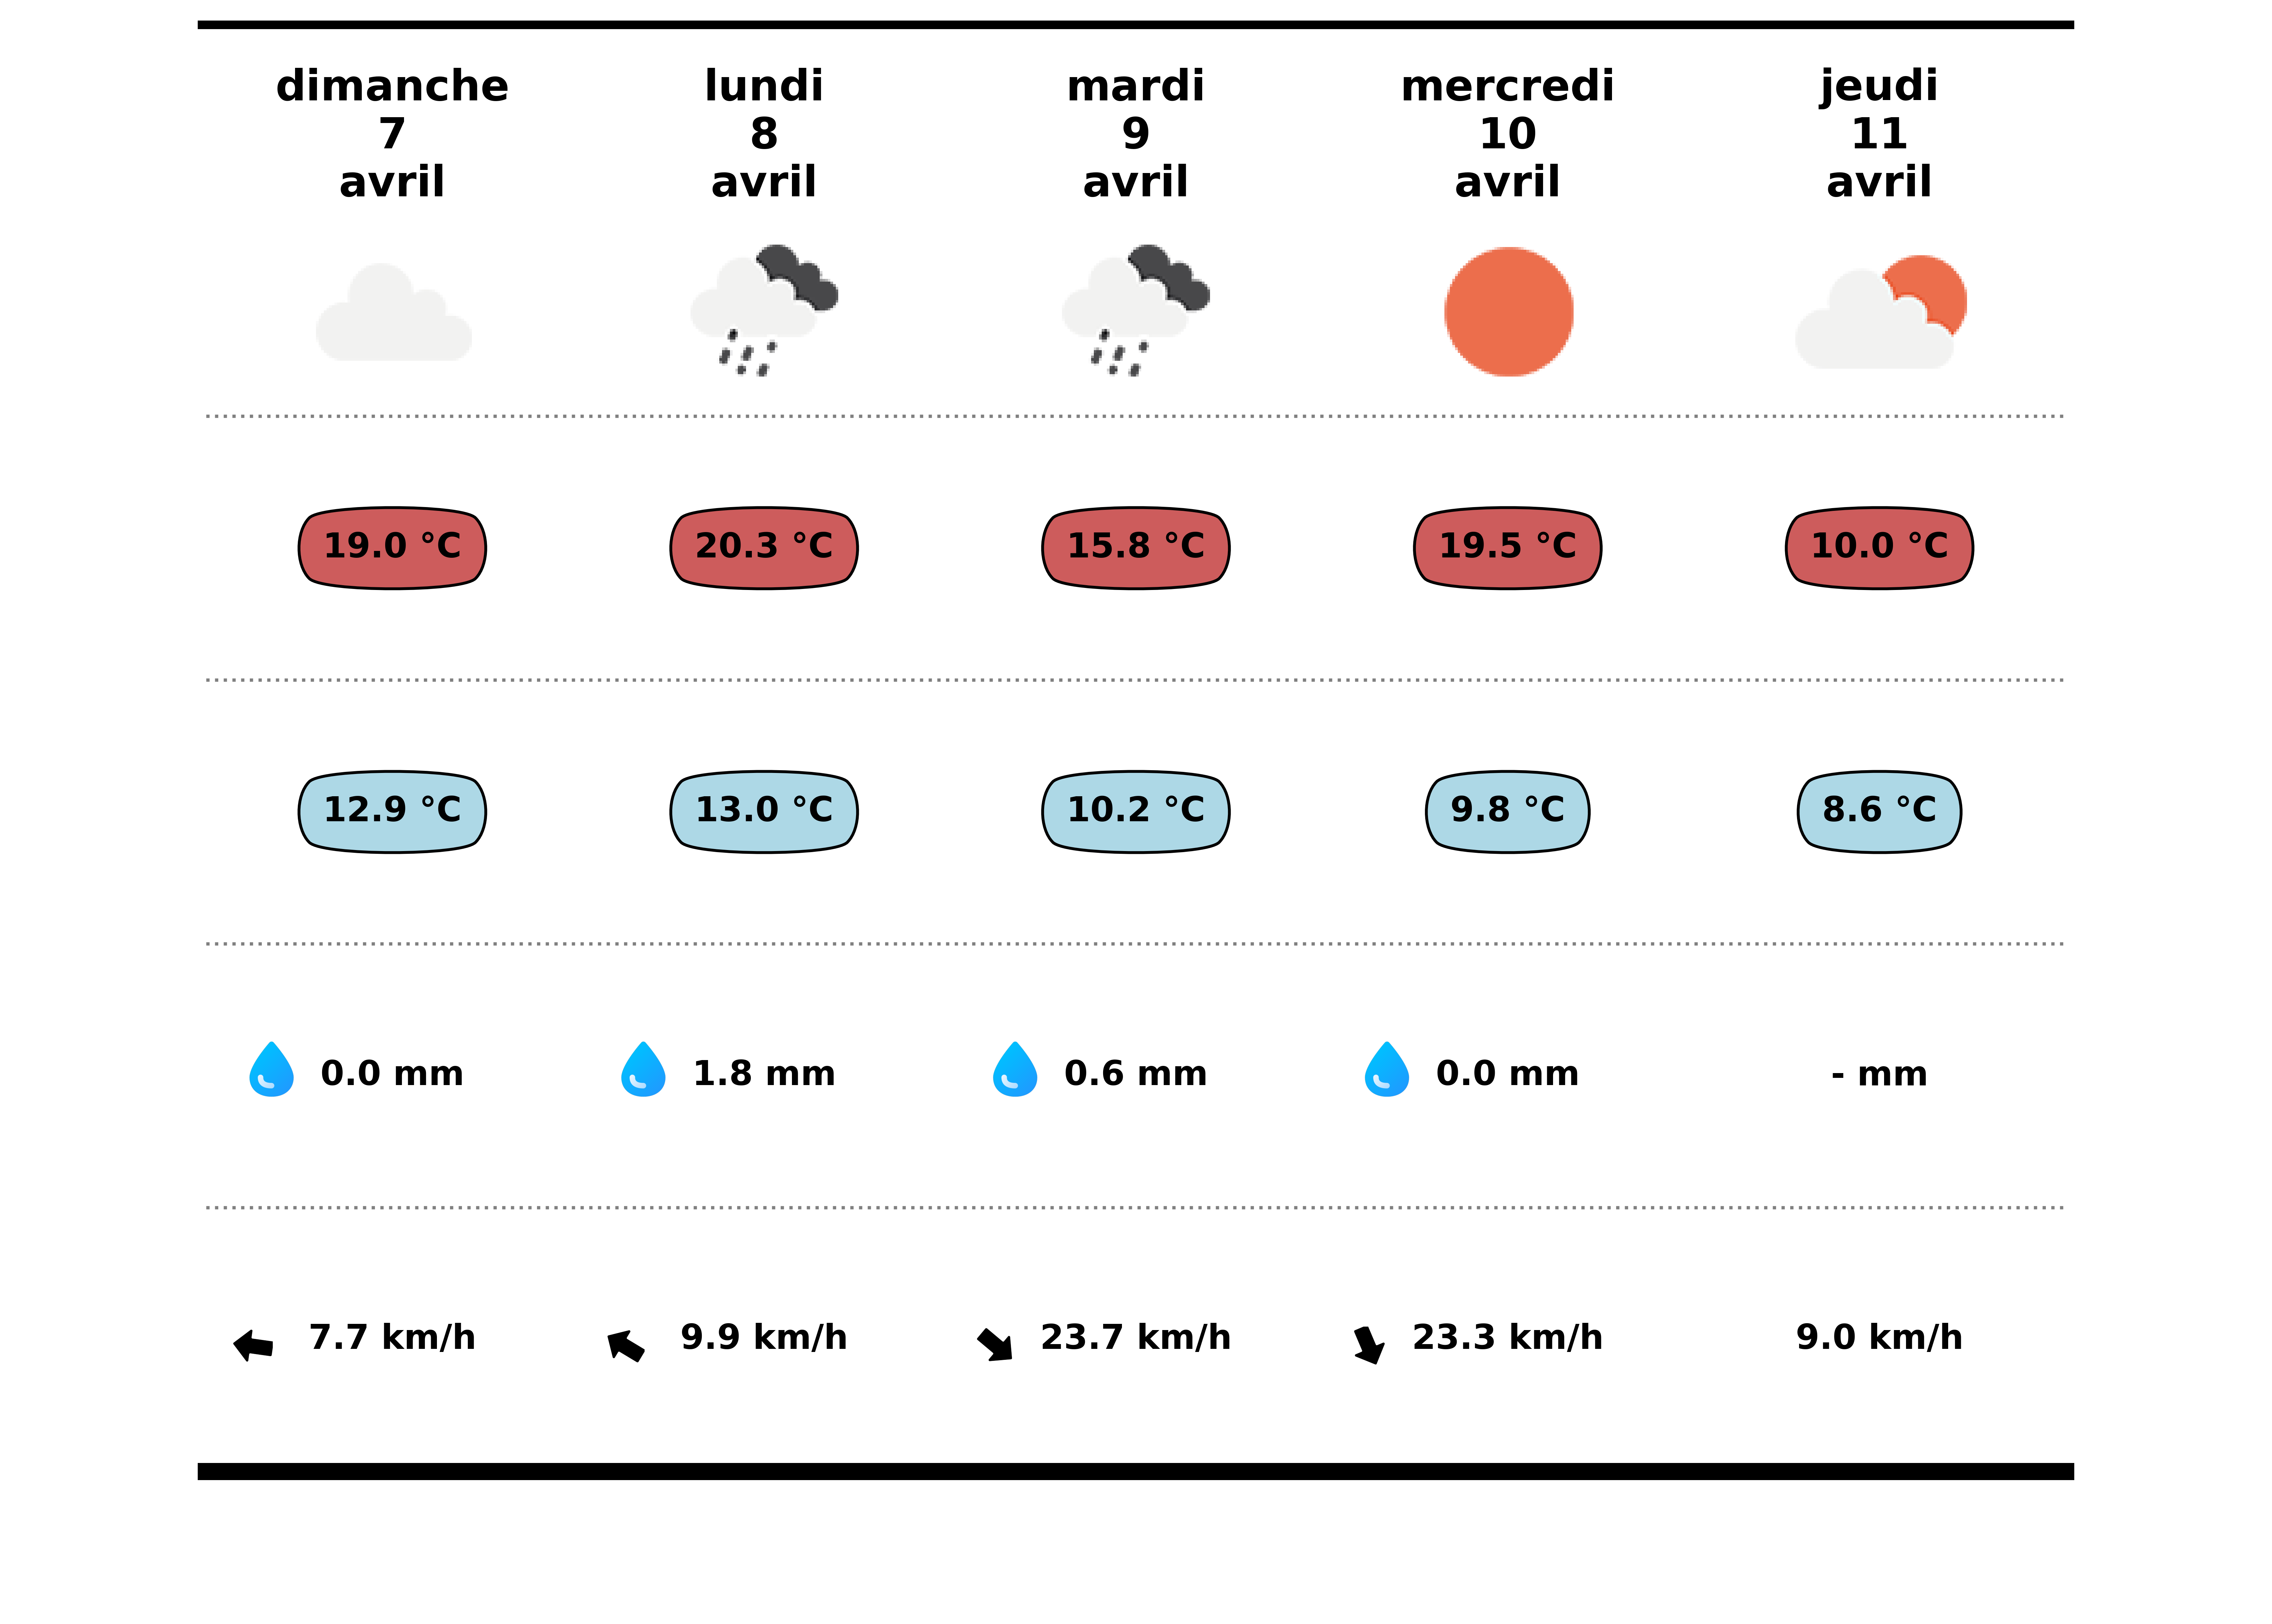 dimanche
7
avril
lundi
8
avril
mardi
9
avril
mercredi
10
avril
jeudi
11
avril
19.0 °C
20.3 °C
15.8 °C
19.5 °C
10.0 °C
12.9 °C
13.0 °C
10.2 °C
9.8 °C
8.6 °C
0.0 mm
1.8 mm
0.6 mm
0.0 mm
- mm
7.7 km/h
9.9 km/h
23.7 km/h
23.3 km/h
9.0 km/h